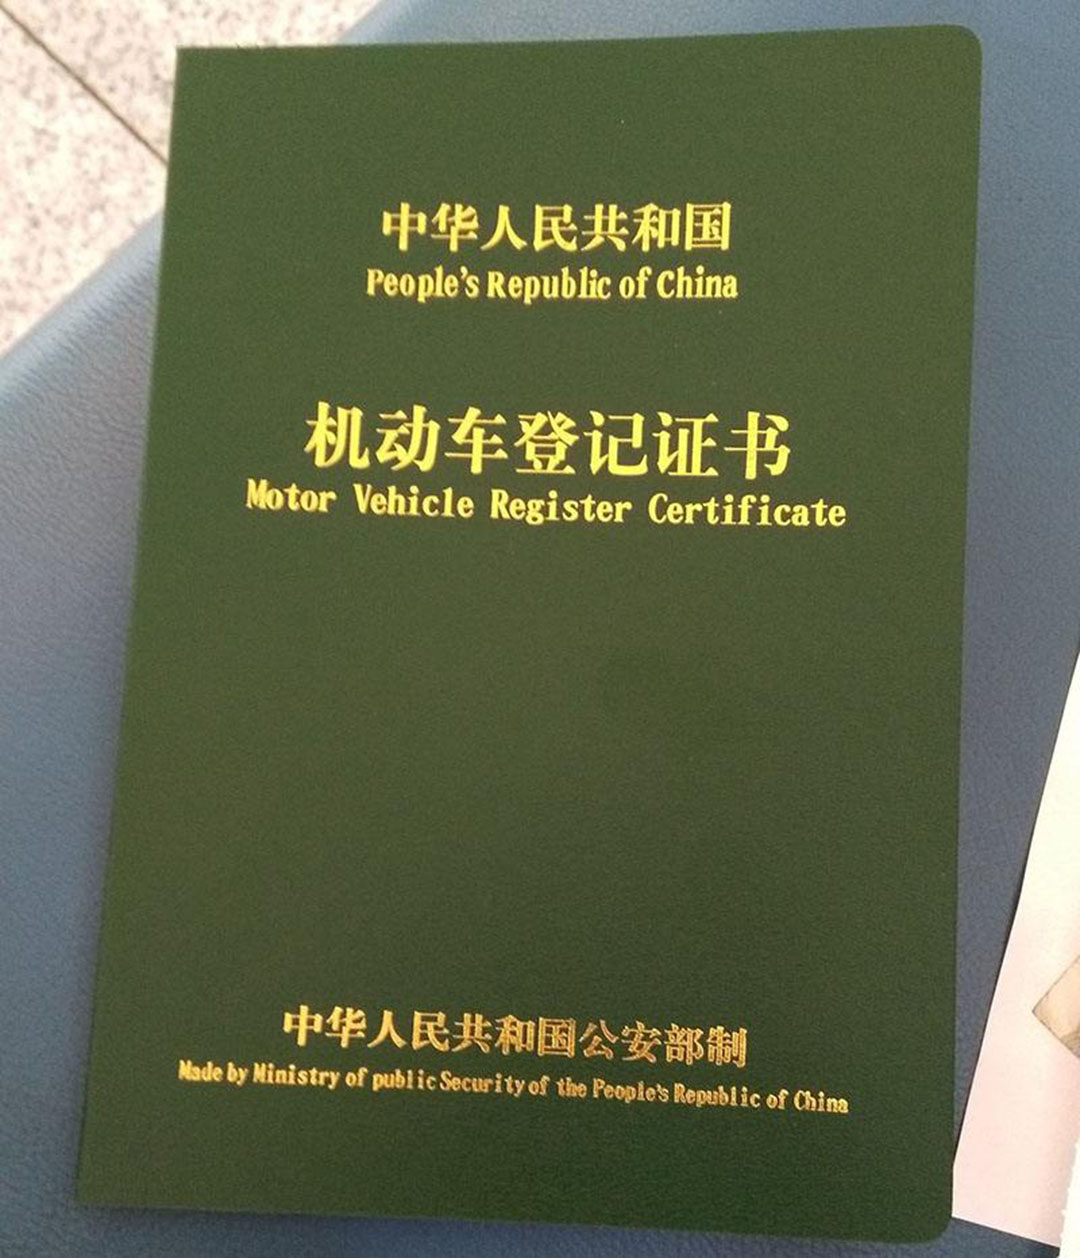 中华人民共和国
People's Republic of China
机动车登记证书
Motor Vehicle Register Certificate
中华人民共和国公安部制
Made by Ministry of public Security of the People's Republic of China